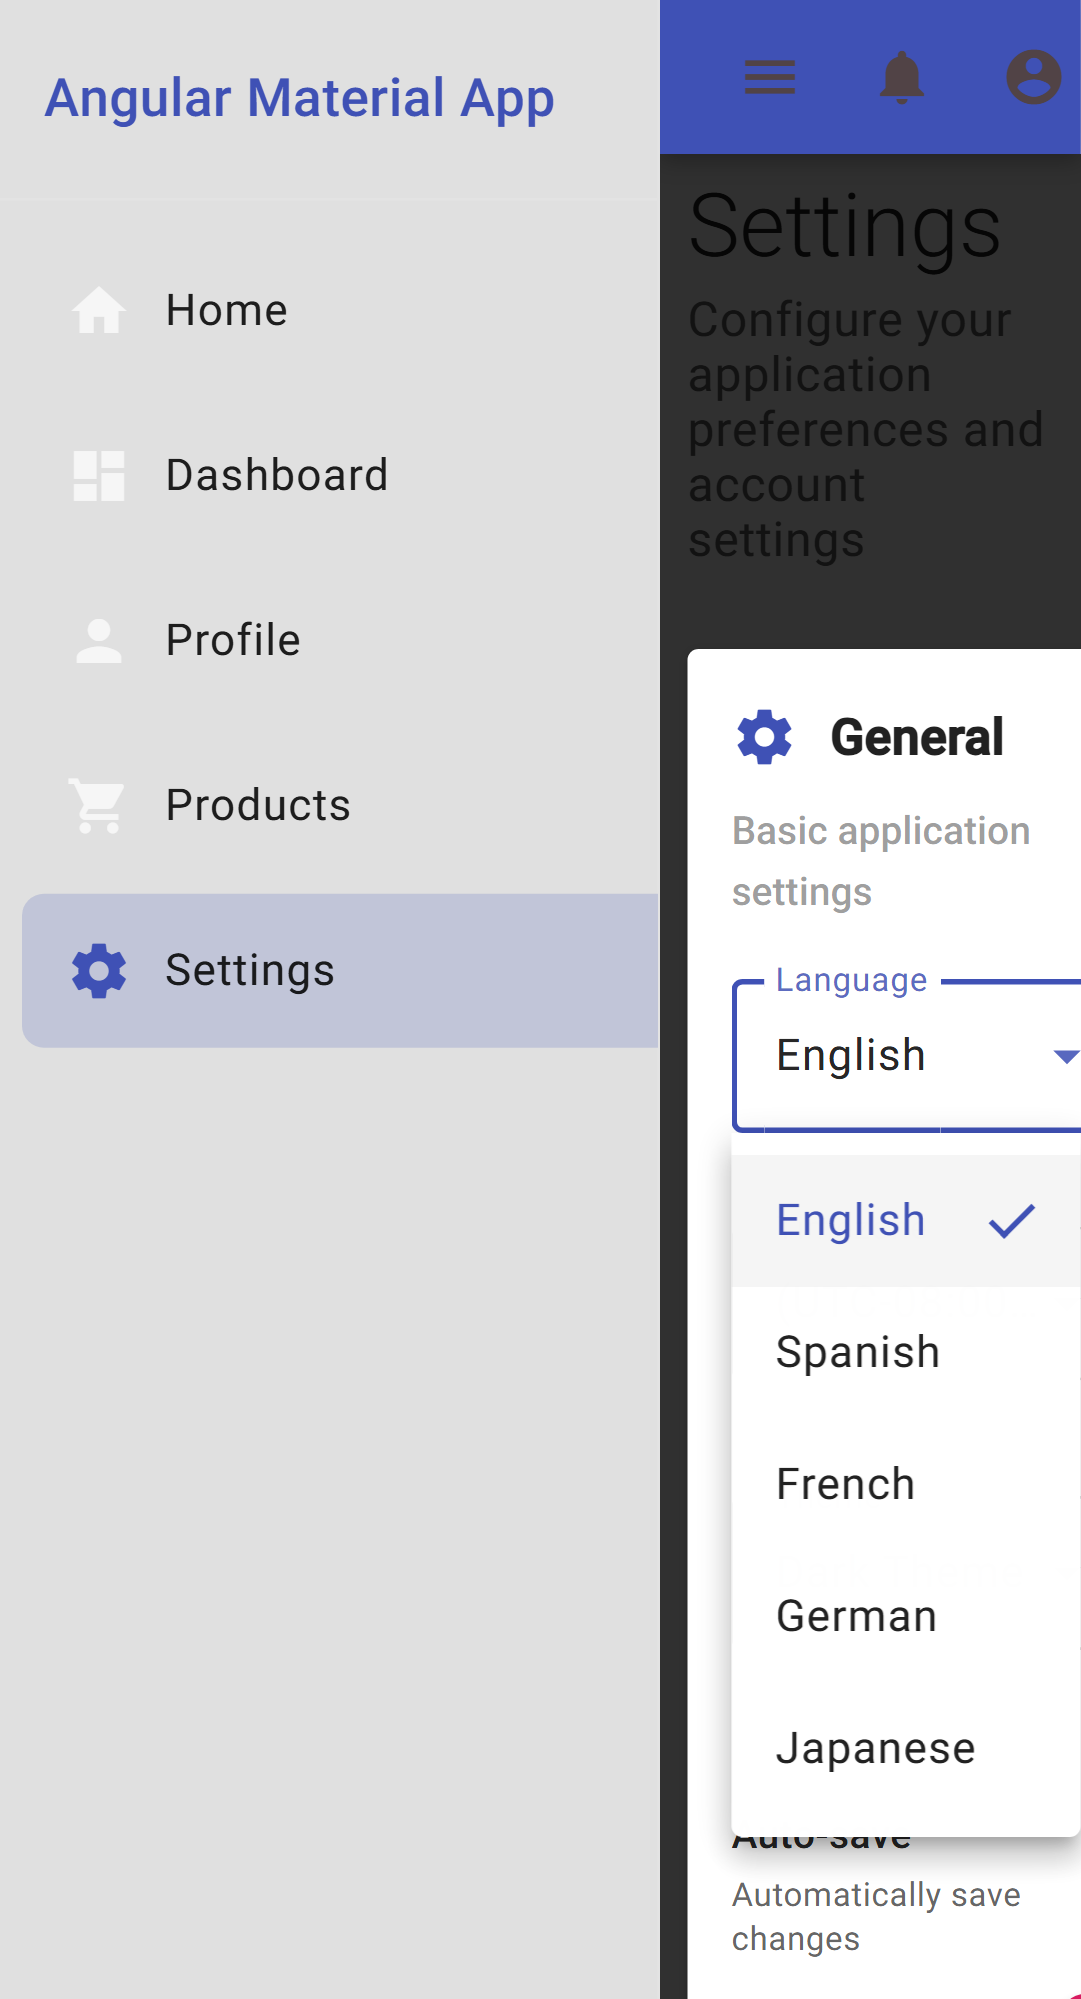 Angular Material App
Home
Dashboard
Profile
Products
Settings
Settings
Configure your
application
preferences and
account
settings
General
Basic application
settings
Language
English
English
Spanish
French
German
Japanese
Auto-save
Automatically save
changes